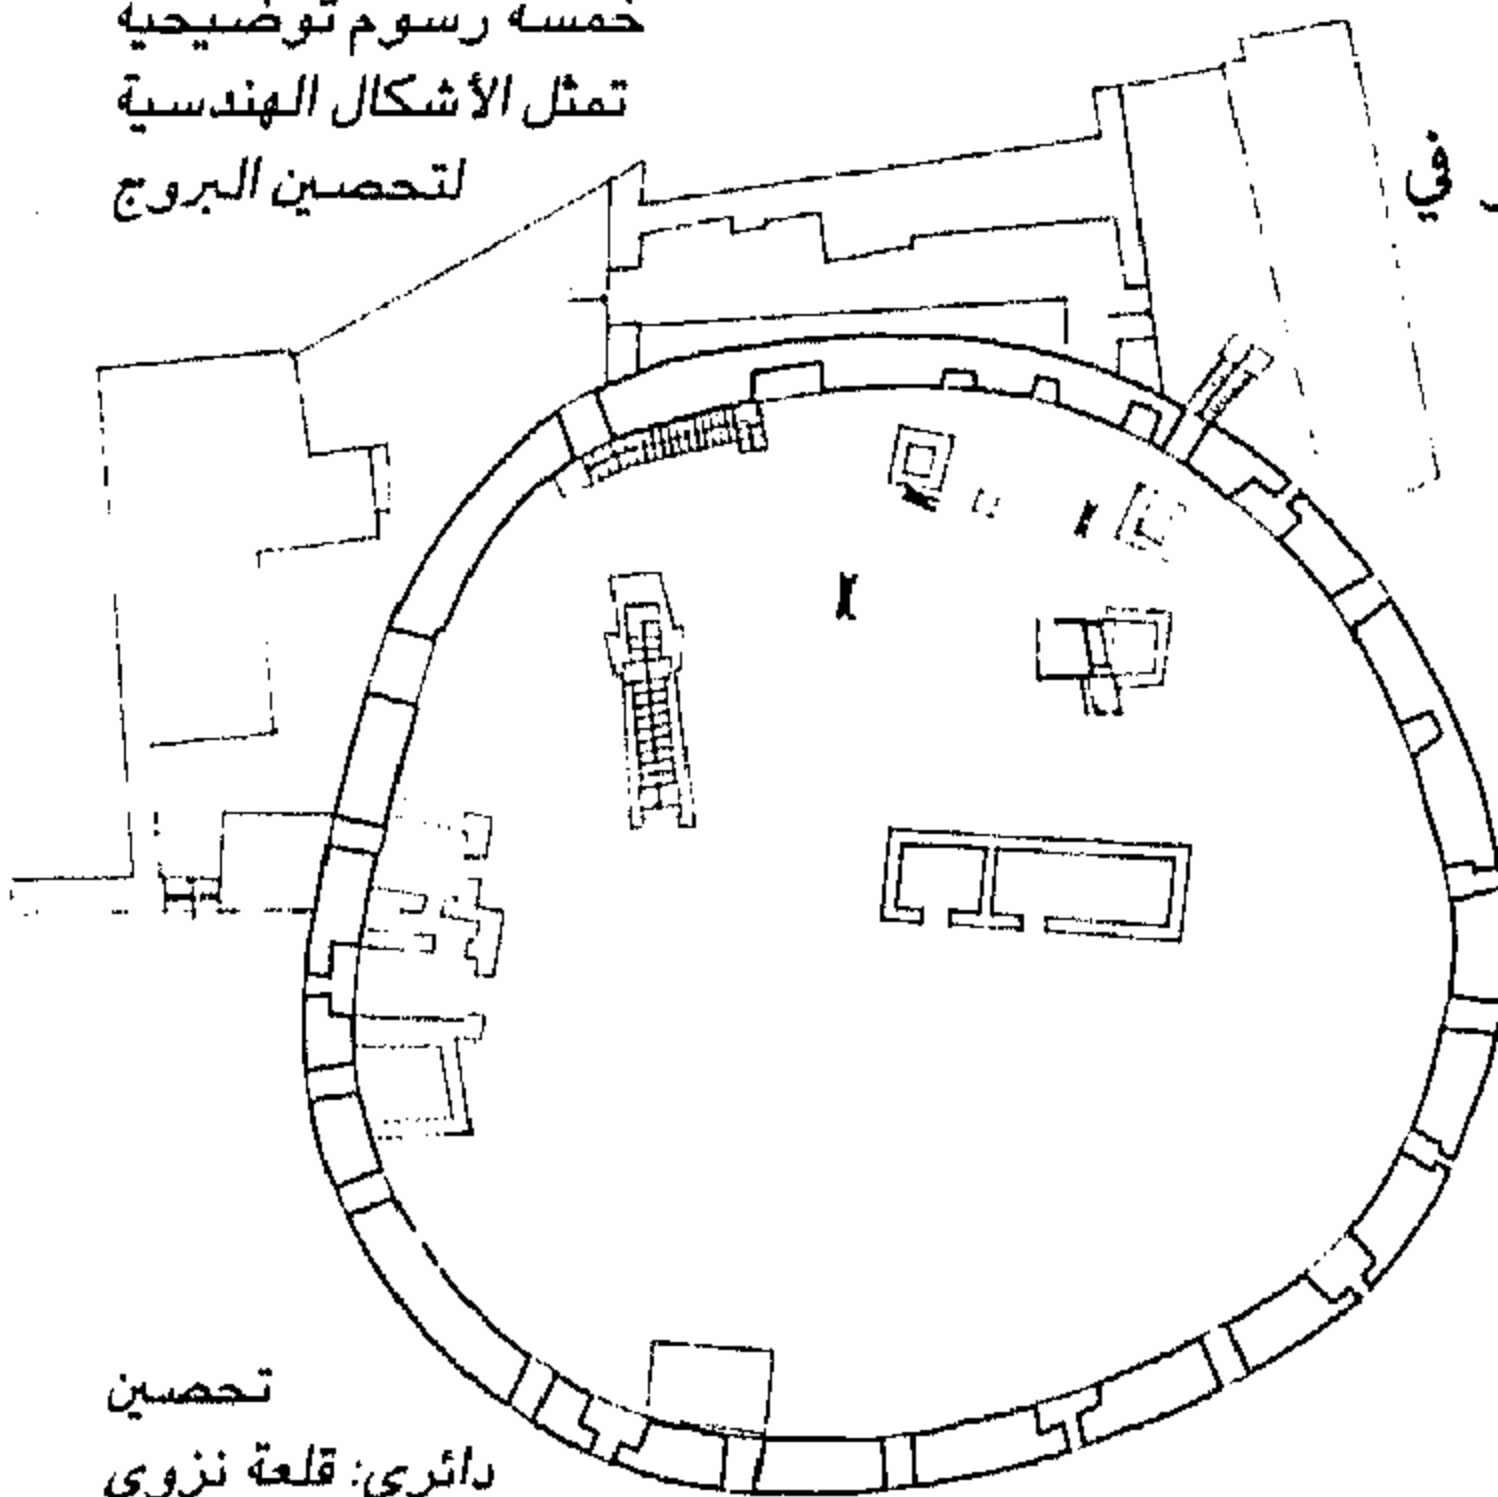 خمسة رسوم توضيحية
تمثل الأشكال الهندسية
لتحصين البروج
في
تحصين
دائري: قلعة نزوى